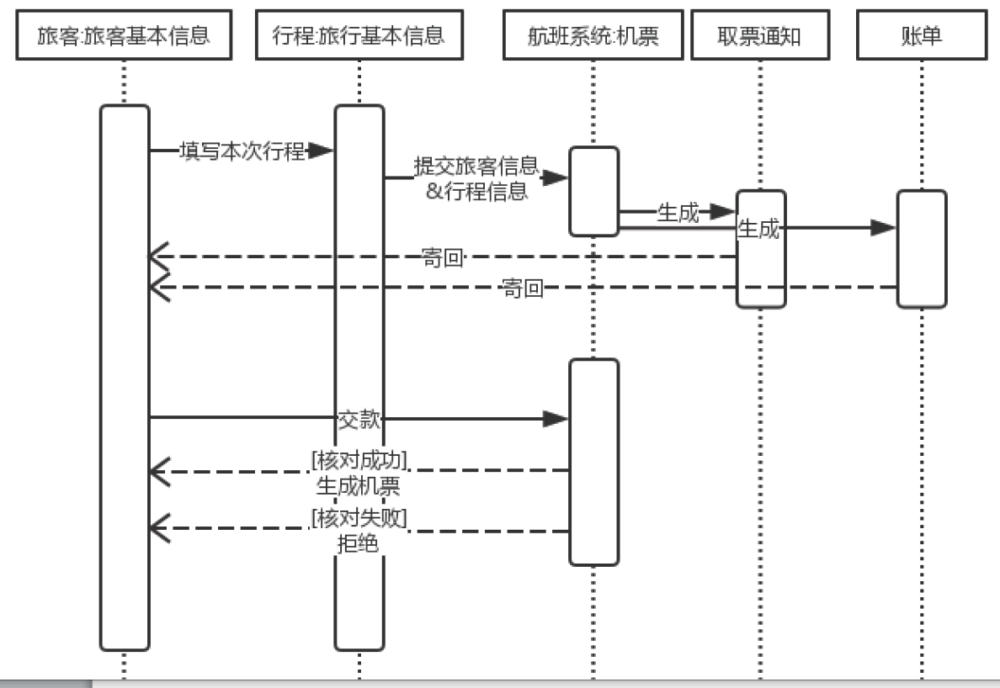 旅客:旅客基本信息
行程:旅行基本信息
航班系统:机票
取票通知
账单
填写本次行程
提交旅客信息
&行程信息
生成
生成
寄回
寄回
交款
[核对成功]
生成机票
[核对失败]
拒绝